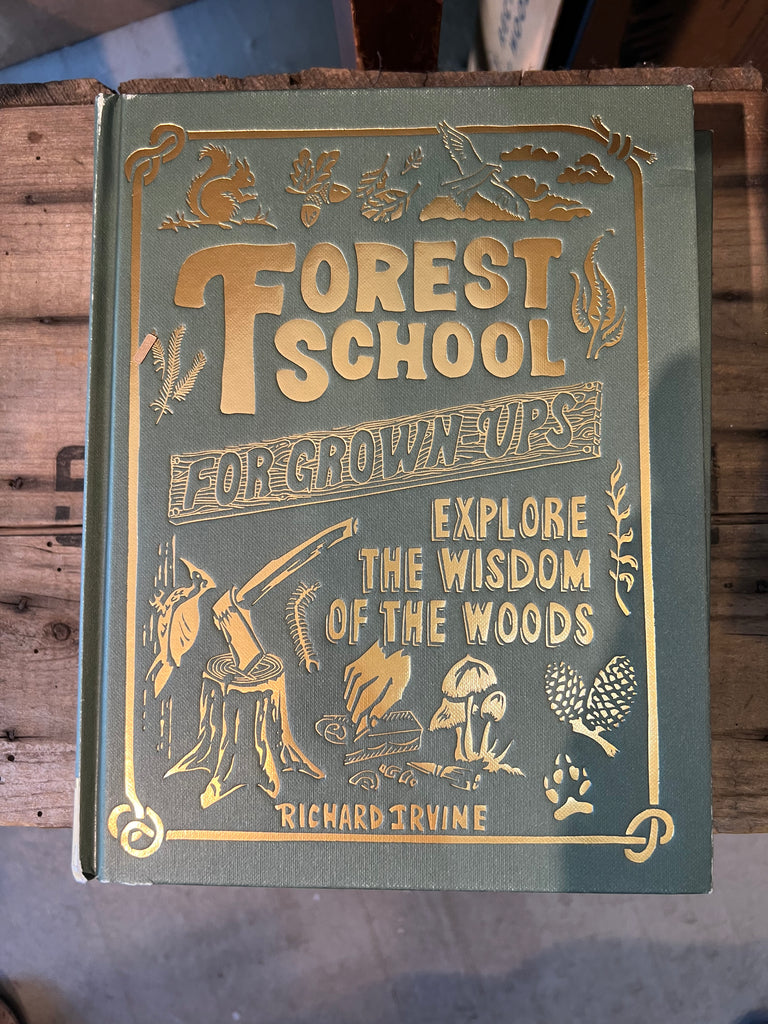 FOREST
SCHOOL
FOR GROWN-UPS
EXPLORE
THE WISDOM
OF THE WOODS
RICHARD IRVINE